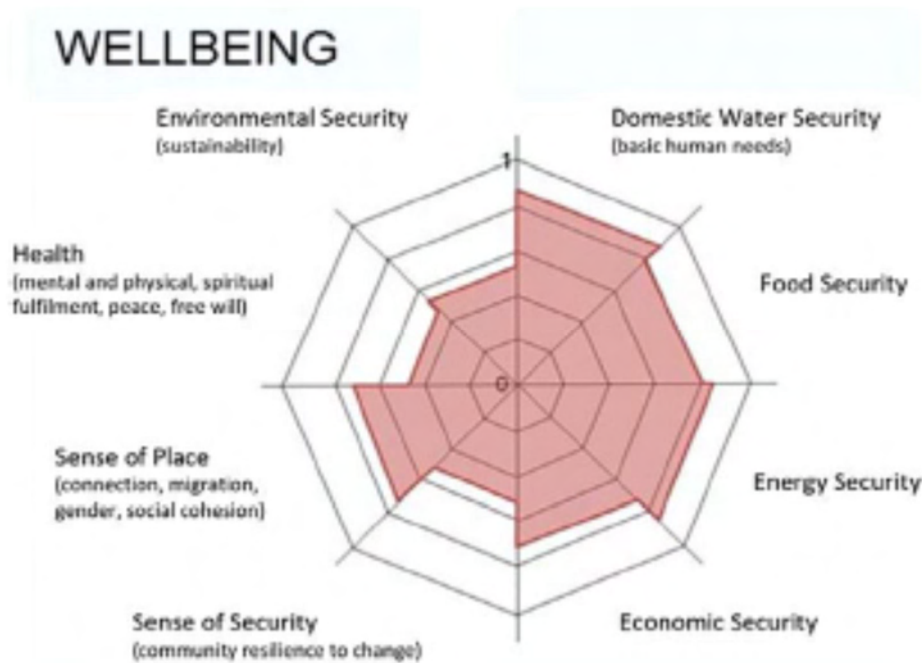 WELLBEING
Environmental Security
(sustainability)
Domestic Water Security
(basic human needs)
1
Health
(mental and physical, spiritual
fulfilment, peace, free will)
Food Security
0
Sense of Place
(connection, migration,
gender, social cohesion)
Energy Security
Sense of Security
(community resilience to change)
Economic Security